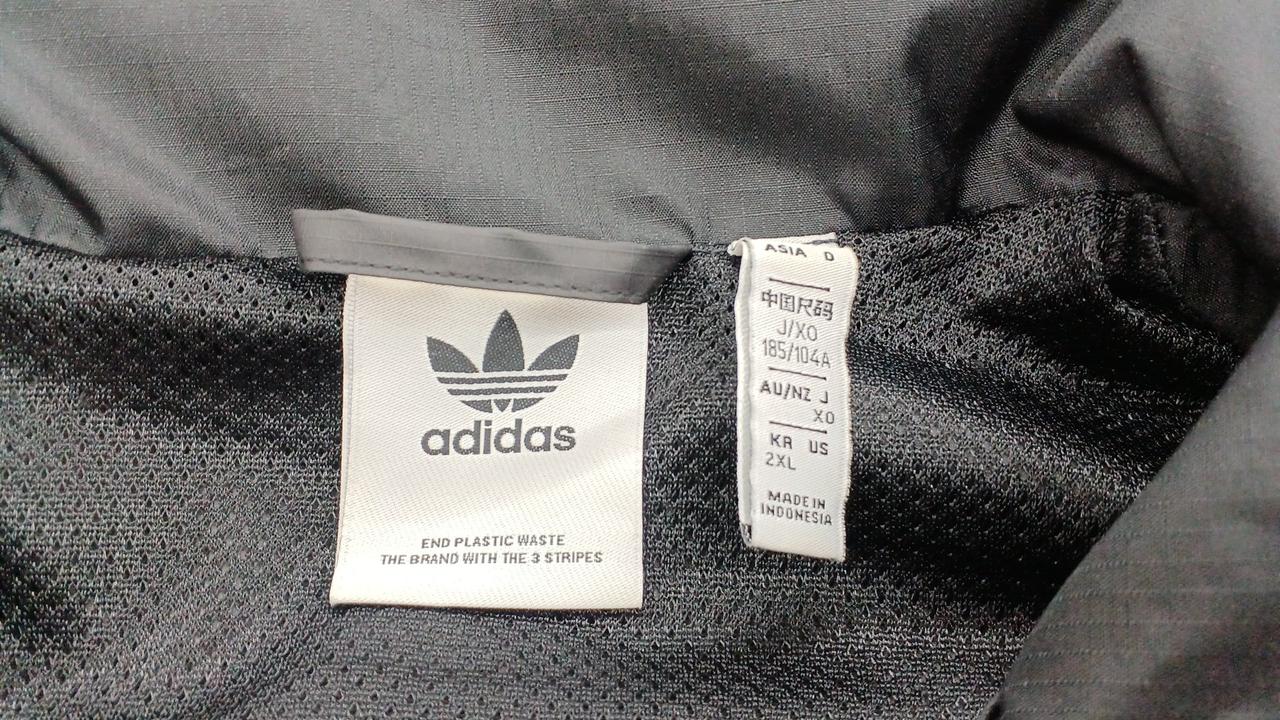 adidas
END PLASTIC WASTE
THE BRAND WITH THE 3 STRIPES
ASIA D
中国尺码
J/XO
185/104A
AU/NZ J
XO
KR US
2XL
MADE IN
INDONESIA